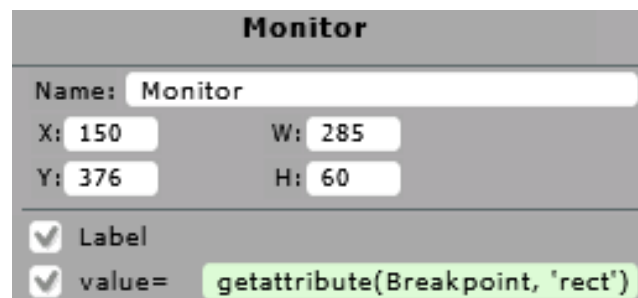 Monitor
Name: Monitor
X: 150 W: 285
Y: 376 H: 60
Label
value= getattribute(Breakpoint, 'rect')